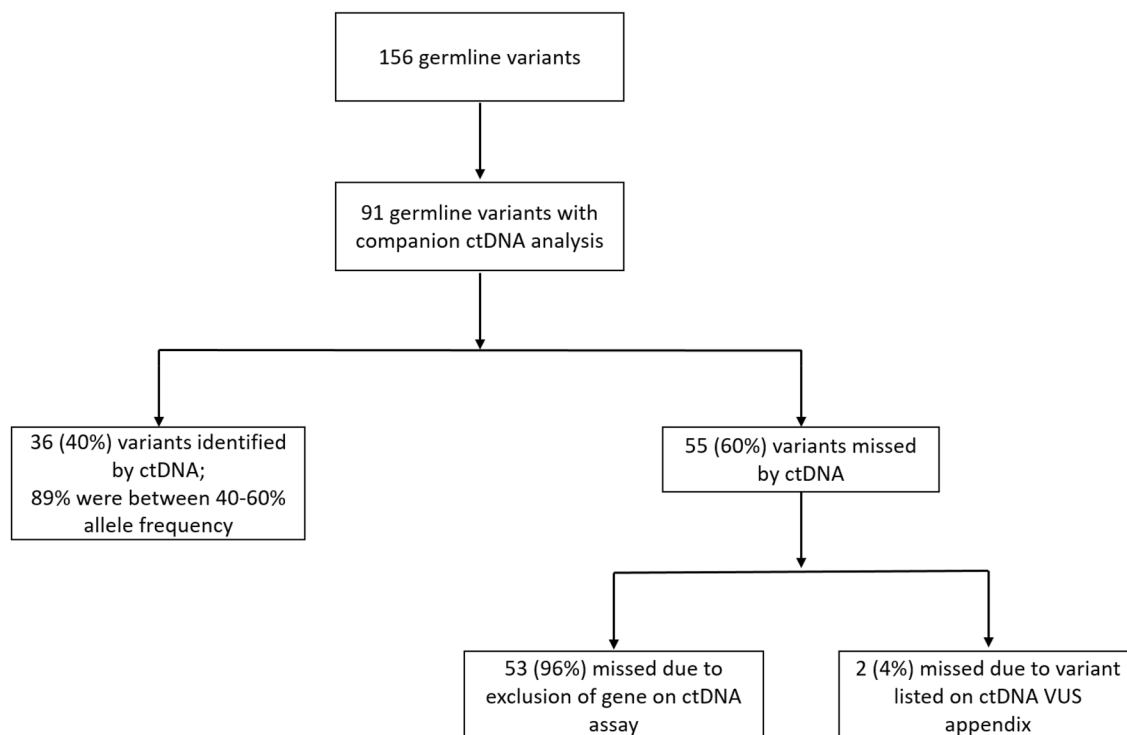 156 germline variants
91 germline variants with
companion ctDNA analysis
36 (40%) variants identified
by ctDNA;
89% were between 40-60%
allele frequency
55 (60%) variants missed
by ctDNA
53 (96%) missed due to
exclusion of gene on ctDNA
assay
2 (4%) missed due to variant
listed on ctDNA VUS
appendix